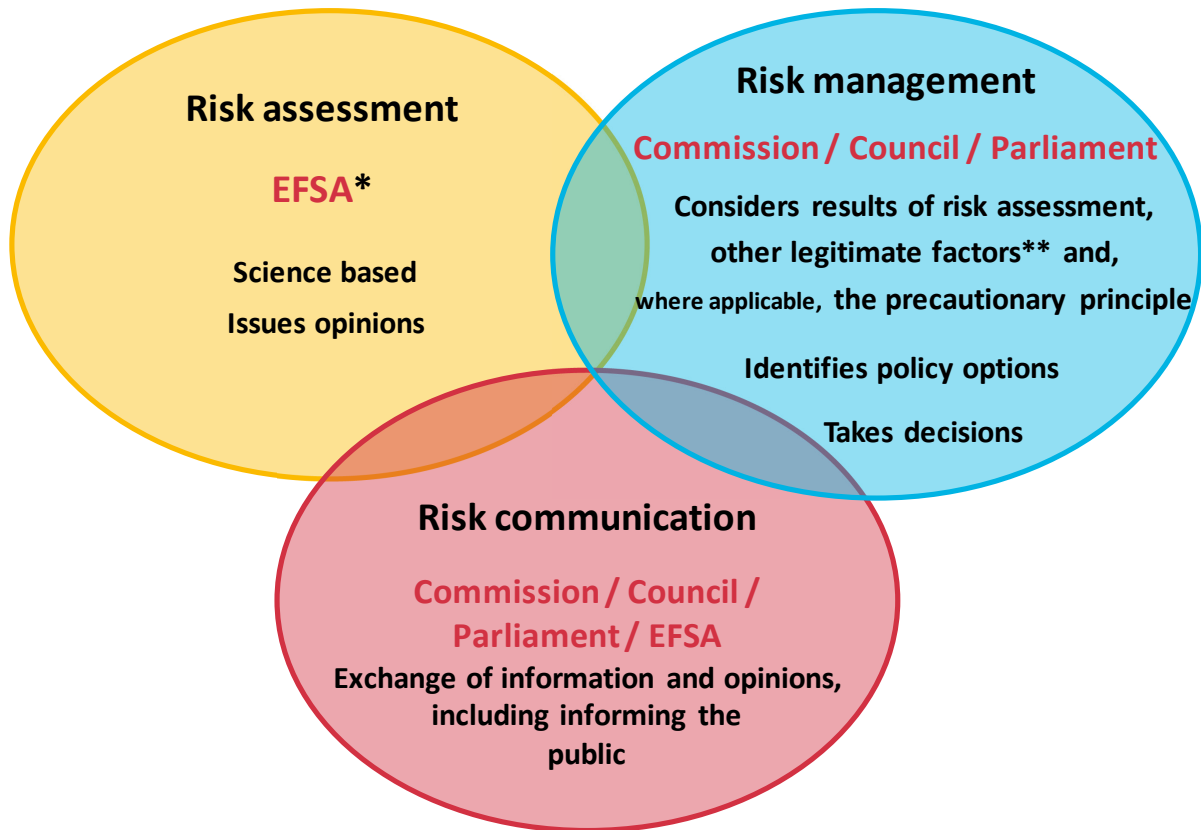 Risk assessment
EFSA*
Science based
Issues opinions
Risk management
Commission / Council / Parliament
Considers results of risk assessment,
other legitimate factors** and,
where applicable, the precautionary principle
Identifies policy options
Takes decisions
Risk communication
Commission / Council /
Parliament / EFSA
Exchange of information and opinions,
including informing the
public